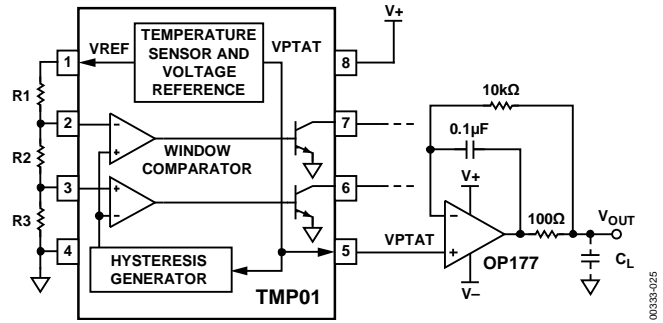 V+
TEMPERATURE
SENSOR AND
VOLTAGE
REFERENCE
VREF
VPTAT
1
8
R1
10kΩ
2
7
0.1µF
R2
WINDOW
COMPARATOR
V+
3
6
R3
100Ω
VOUT
4
HYSTERESIS
GENERATOR
5
VPTAT
OP177
CL
TMP01
V–
00333-025
− + + − − +